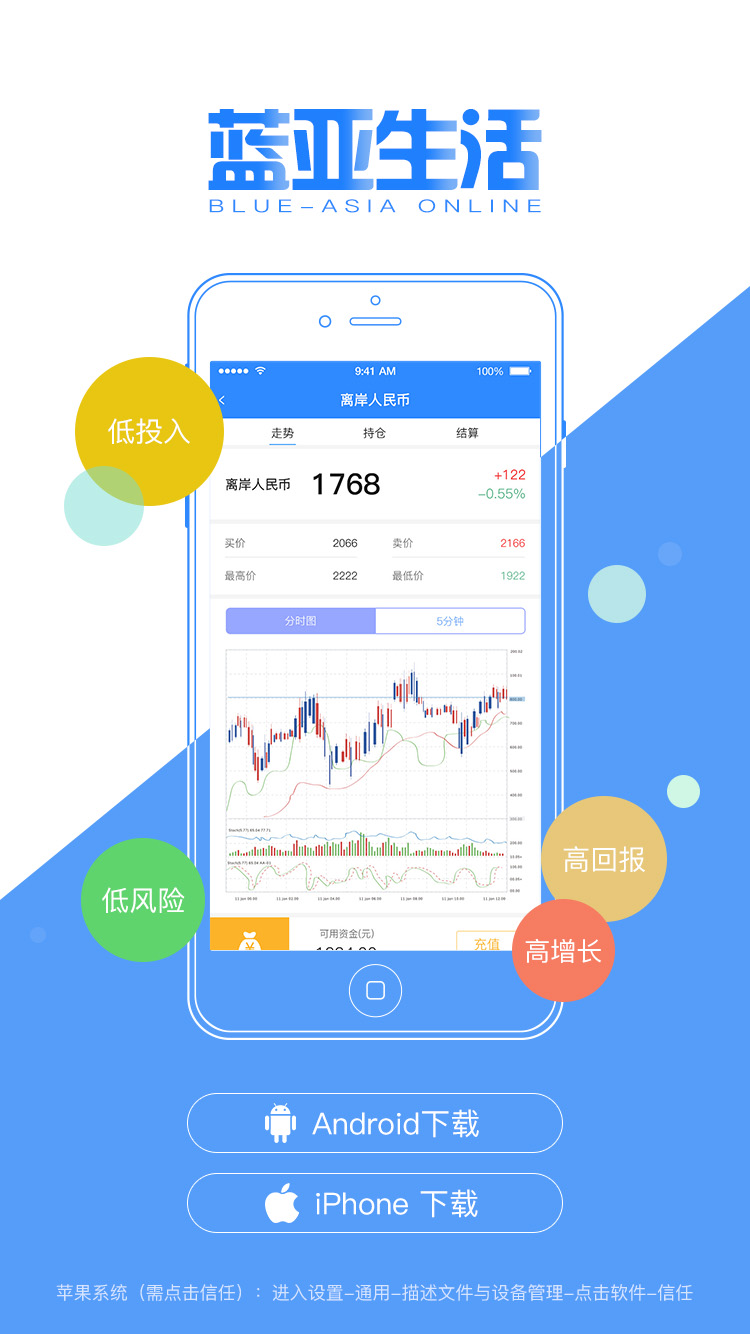 蓝亚生活
BLUE-ASIA ONLINE
9:41 AM 100%
离岸人民币
走势 持仓 结算
离岸人民币 1768 +122
-0.55%
买价 2066 卖价 2166
最高价 2222 最低价 1922
分时图 5分钟
低投入
低风险
高回报
高增长
可用资金(元)
充值
Android下载
iPhone 下载
苹果系统（需点击信任）：进入设置-通用-描述文件与设备管理-点击软件-信任